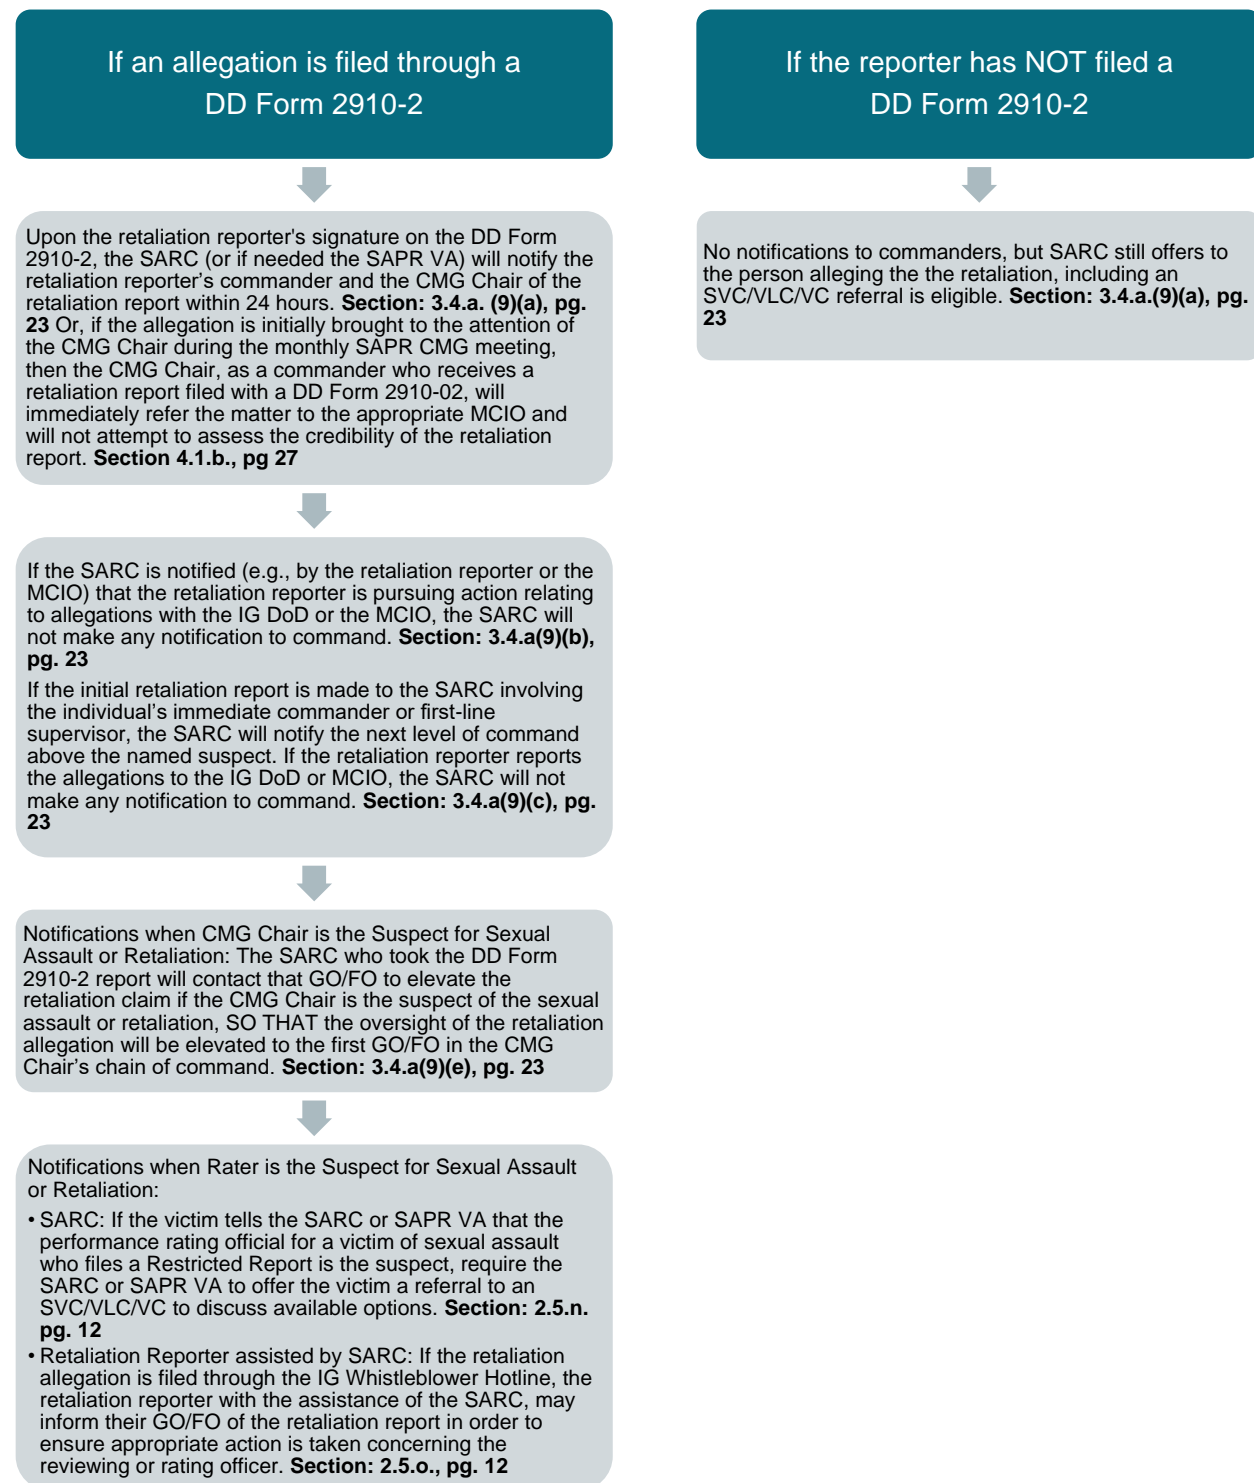 If an allegation is filed through a
DD Form 2910-2
Upon the retaliation reporter's signature on the DD Form
2910-2, the SARC (or if needed the SAPR VA) will notify the
retaliation reporter's commander and the CMG Chair of the
retaliation report within 24 hours. Section: 3.4.a. (9)(a), pg.
23 Or, if the allegation is initially brought to the attention of
the CMG Chair during the monthly SAPR CMG meeting,
then the CMG Chair, as a commander who receives a
retaliation report filed with a DD Form 2910-02, will
immediately refer the matter to the appropriate MCIO and
will not attempt to assess the credibility of the retaliation
report. Section 4.1.b., pg 27
If the SARC is notified (e.g., by the retaliation reporter or the
MCIO) that the retaliation reporter is pursuing action relating
to allegations with the IG DoD or the MCIO, the SARC will
not make any notification to command. Section: 3.4.a(9)(b),
pg. 23
If the initial retaliation report is made to the SARC involving
the individual's immediate commander or first-line
supervisor, the SARC will notify the next level of command
above the named suspect. If the retaliation reporter reports
the allegations to the IG DoD or MCIO, the SARC will not
make any notification to command. Section: 3.4.a(9)(c), pg.
23
Notifications when CMG Chair is the Suspect for Sexual
Assault or Retaliation: The SARC who took the DD Form
2910-2 report will contact that GO/FO to elevate the
retaliation claim if the CMG Chair is the suspect of the sexual
assault or retaliation, SO THAT the oversight of the retaliation
allegation will be elevated to the first GO/FO in the CMG
Chair's chain of command. Section: 3.4.a(9)(e), pg. 23
Notifications when Rater is the Suspect for Sexual Assault
or Retaliation:
• SARC: If the victim tells the SARC or SAPR VA that the
performance rating official for a victim of sexual assault
who files a Restricted Report is the suspect, require the
SARC or SAPR VA to offer the victim a referral to an
SVC/VLC/VC to discuss available options. Section: 2.5.n.
pg. 12
• Retaliation Reporter assisted by SARC: If the retaliation
allegation is filed through the IG Whistleblower Hotline, the
retaliation reporter with the assistance of the SARC, may
inform their GO/FO of the retaliation report in order to
ensure appropriate action is taken concerning the
reviewing or rating officer. Section: 2.5.o., pg. 12
If the reporter has NOT filed a
DD Form 2910-2
No notifications to commanders, but SARC still offers to
the person alleging the the retaliation, including an
SVC/VLC/VC referral is eligible. Section: 3.4.a.(9)(a), pg.
23